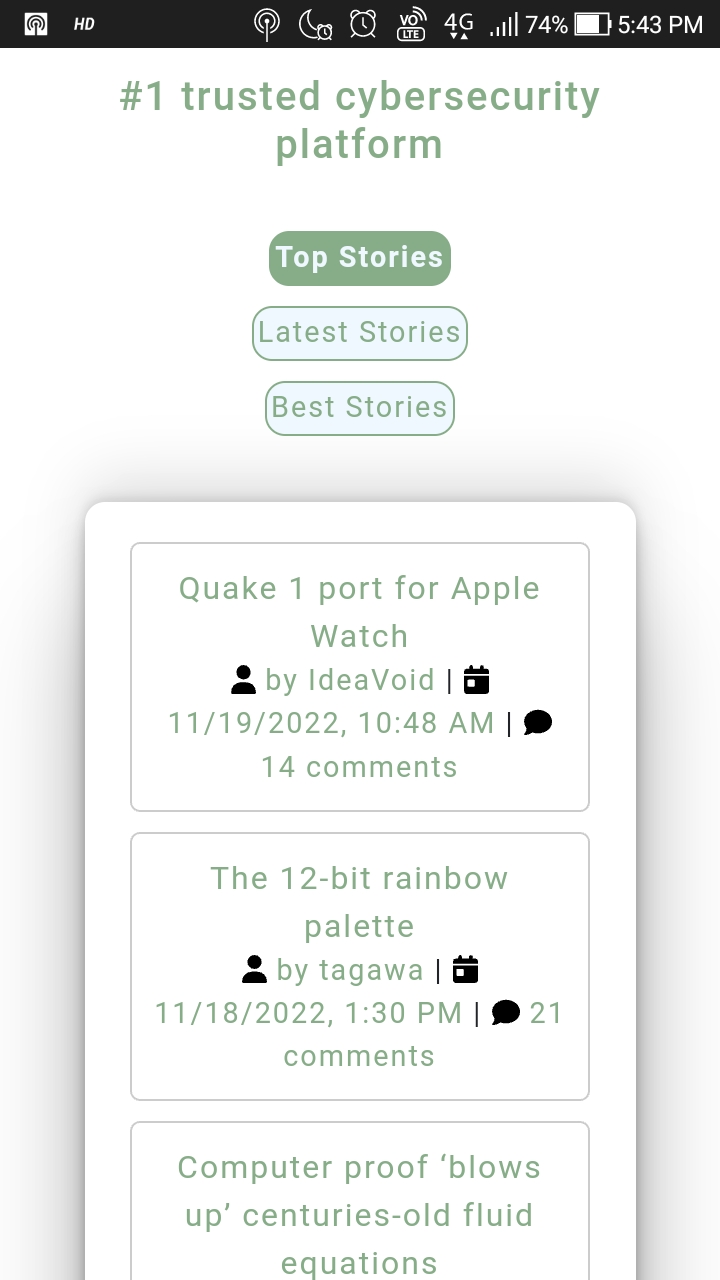 HD VO LTE 4G 74% 5:43 PM
#1 trusted cybersecurity
platform
Top Stories
Latest Stories
Best Stories
Quake 1 port for Apple
Watch
by IdeaVoid |
11/19/2022, 10:48 AM |
14 comments
The 12-bit rainbow
palette
by tagawa |
11/18/2022, 1:30 PM | 21
comments
Computer proof ‘blows
up’ centuries-old fluid
equations